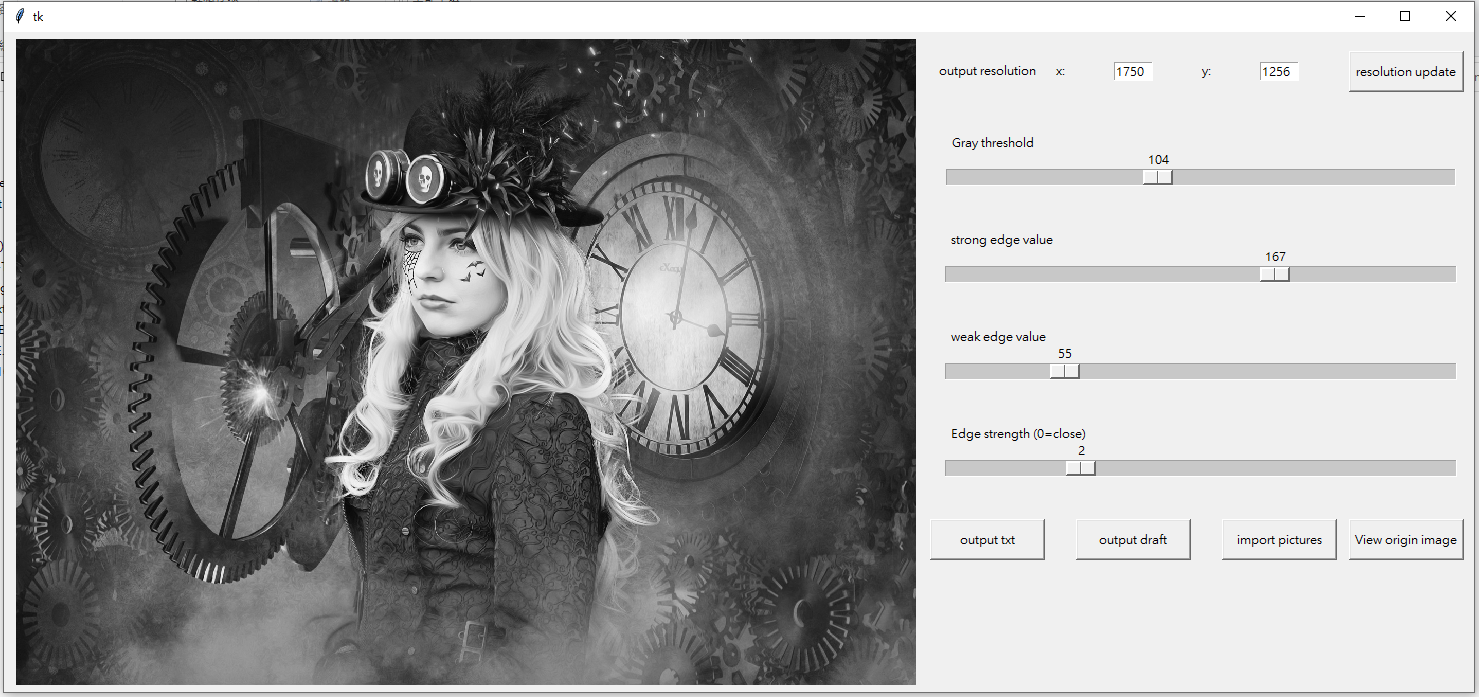 tk
output resolution x: 1750 y: 1256 resolution update
Gray threshold
104
strong edge value
167
weak edge value
55
Edge strength (0=close)
2
output txt output draft import pictures View origin image
XII